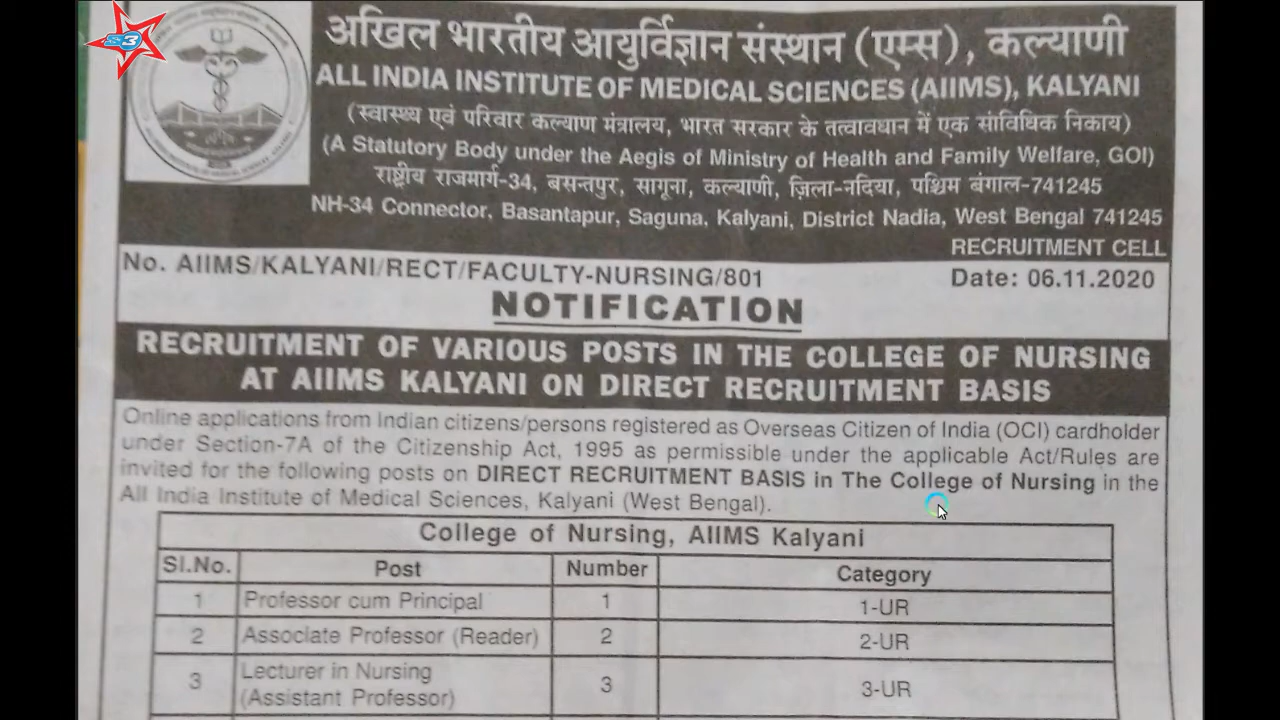 S3
अखिल भारतीय आयुर्विज्ञान संस्थान (एम्स), कल्याणी
ALL INDIA INSTITUTE OF MEDICAL SCIENCES (AIIMS), KALYANI
(स्वास्थ्य एवं परिवार कल्याण मंत्रालय, भारत सरकार के तत्वावधान में एक सांविधिक निकाय)
(A Statutory Body under the Aegis of Ministry of Health and Family Welfare, GOI)
राष्ट्रीय राजमार्ग-34, बसन्तपुर, सागूना, कल्याणी, ज़िला-नदिया, पश्चिम बंगाल-741245
NH-34 Connector, Basantapur, Saguna, Kalyani, District Nadia, West Bengal 741245
RECRUITMENT CELL
No. AIIMS/KALYANI/RECT/FACULTY-NURSING/801 Date: 06.11.2020
NOTIFICATION
RECRUITMENT OF VARIOUS POSTS IN THE COLLEGE OF NURSING
AT AIIMS KALYANI ON DIRECT RECRUITMENT BASIS
Online applications from Indian citizens/persons registered as Overseas Citizen of India (OCI) cardholder
under Section-7A of the Citizenship Act, 1995 as permissible under the applicable Act/Rules are
invited for the following posts on DIRECT RECRUITMENT BASIS in The College of Nursing in the
All India Institute of Medical Sciences, Kalyani (West Bengal).
College of Nursing, AIIMS Kalyani
Sl.No. Post Number Category
1 Professor cum Principal 1 1-UR
2 Associate Professor (Reader) 2 2-UR
3 Lecturer in Nursing (Assistant Professor) 3 3-UR